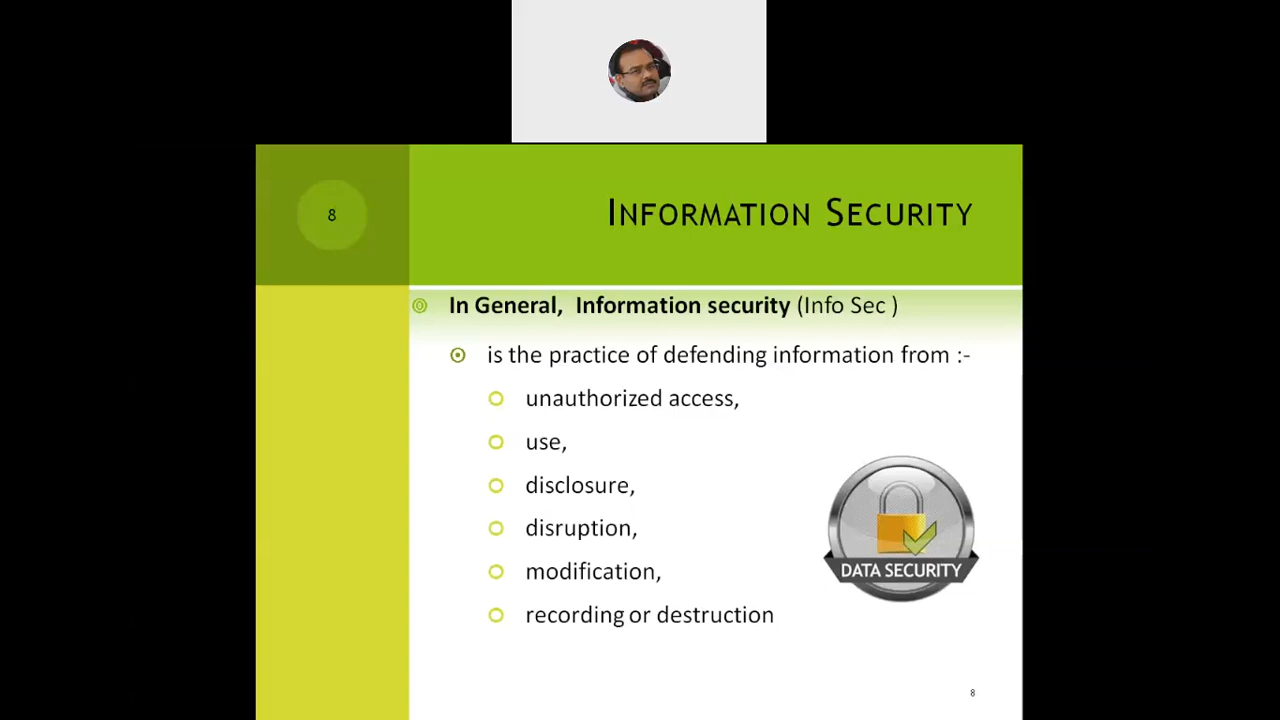 8
INFORMATION SECURITY
In General, Information security (Info Sec )
is the practice of defending information from :-
unauthorized access,
use,
disclosure,
disruption,
modification,
recording or destruction
DATA SECURITY
8